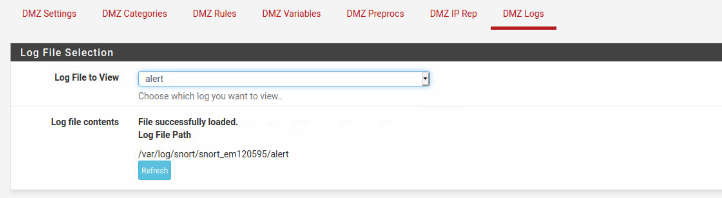 DMZ Settings DMZ Categories DMZ Rules DMZ Variables DMZ Preprocs DMZ IP Rep DMZ Logs
Log File Selection
Log File to View alert
Choose which log you want to view..
Log file contents File successfully loaded.
Log File Path
/var/log/snort/snort_em120595/alert
Refresh